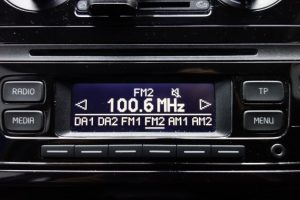 FM2
RADIO
100.6 MHz
TP
MEDIA
DA1 DA2 FM1 FM2 AM1 AM2
MENU